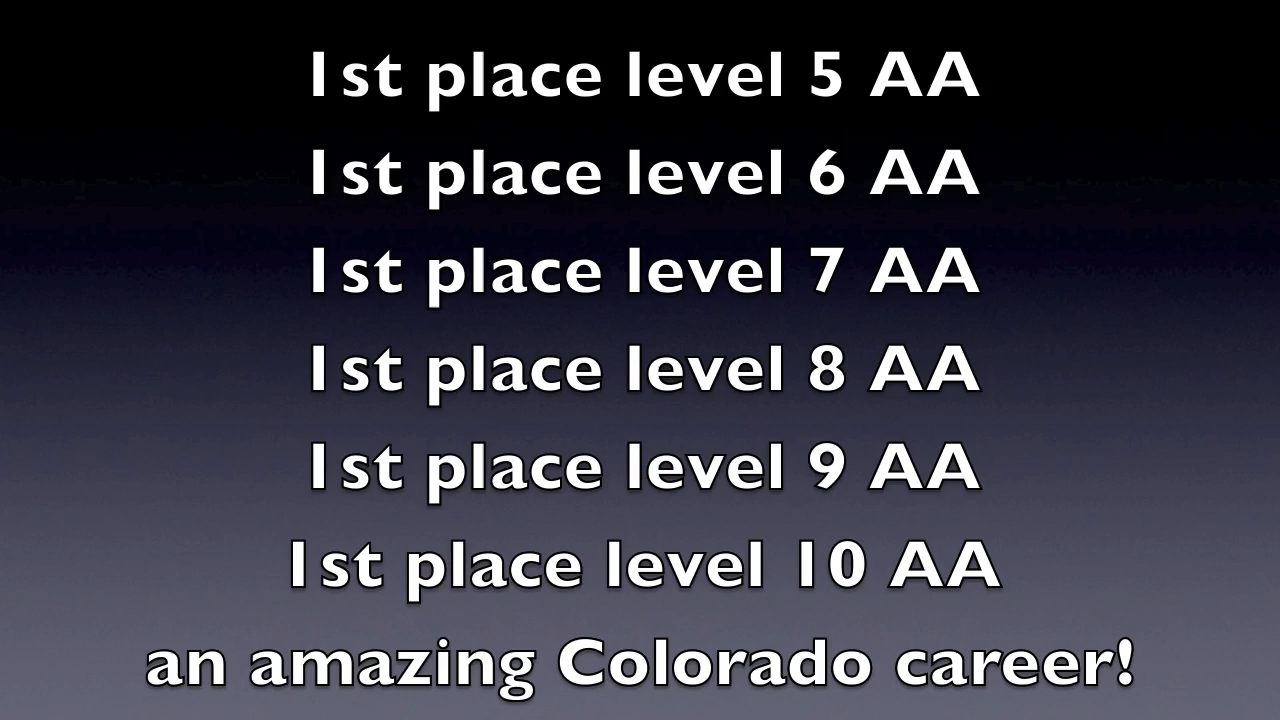 1st place level 5 AA
1st place level 6 AA
1st place level 7 AA
1st place level 8 AA
1st place level 9 AA
1st place level 10 AA
an amazing Colorado career!